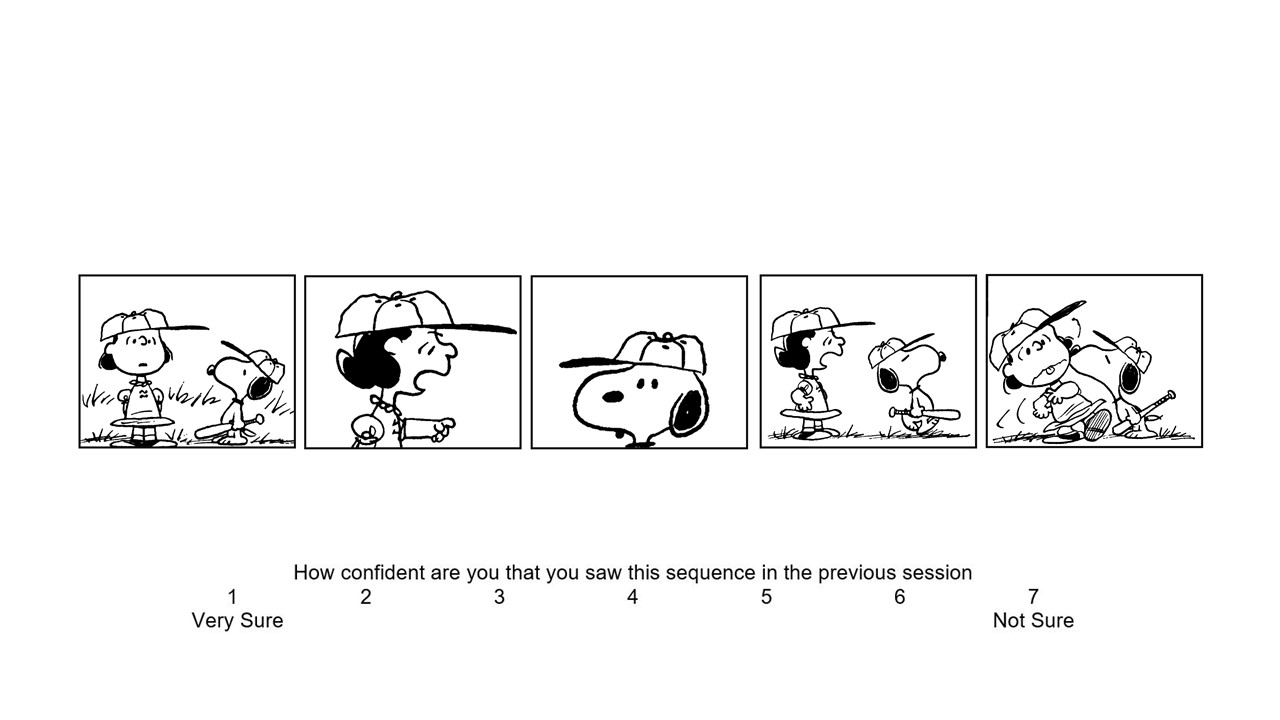 How confident are you that you saw this sequence in the previous session
1 2 3 4 5 6 7
Very Sure Not Sure